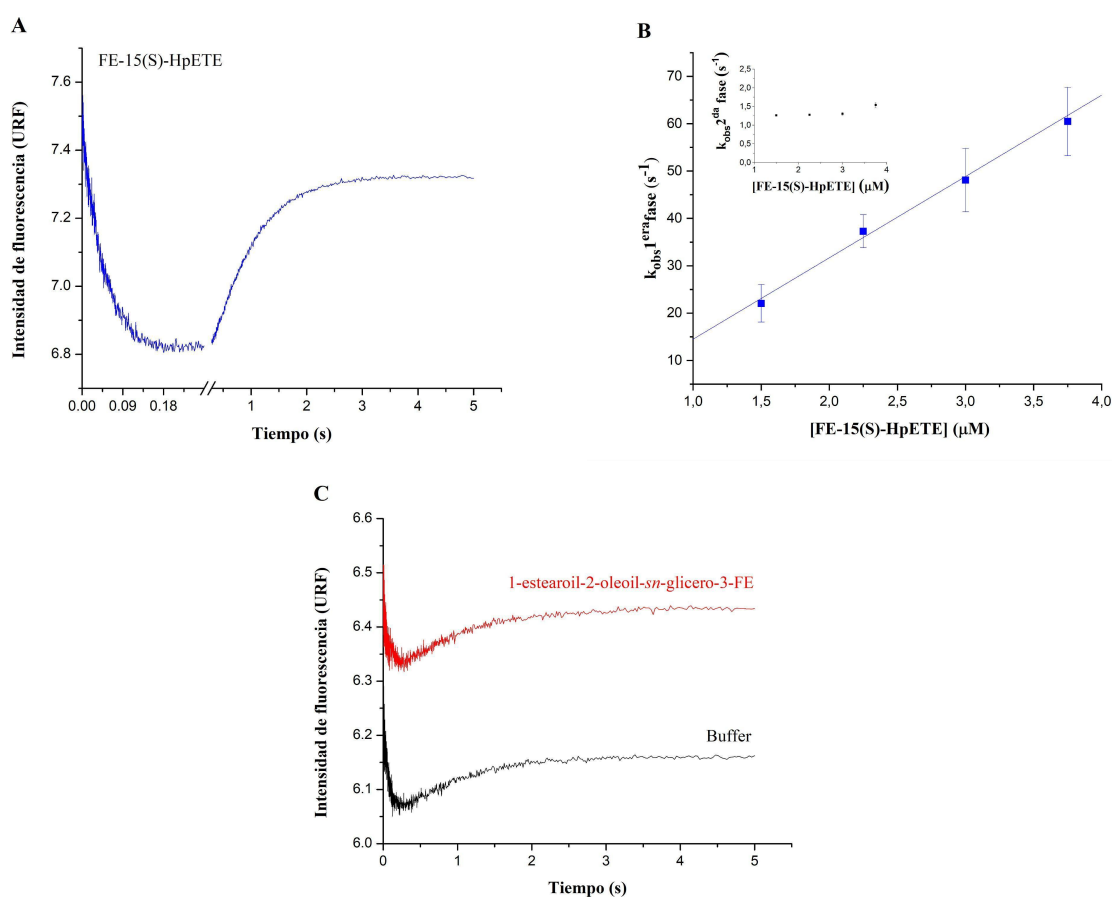 A
FE-15(S)-HpETE
Intensidad de fluorescencia (URF)
7.6
7.4
7.2
7.0
6.8
0.00 0.09 0.18 1 2 3 4 5
Tiempo (s)
B
k_obs 1^era fase (s^-1)
60
50
40
30
20
10
1,0 1,5 2,0 2,5 3,0 3,5 4,0
[FE-15(S)-HpETE] (μM)
k_obs 2^da fase (s^-1)
2,5
2,0
1,5
1,0
0,5
0,0
1 2 3 4
[FE-15(S)-HpETE] (μM)
C
Intensidad de fluorescencia (URF)
6.6
6.5
6.4
6.3
6.2
6.1
6.0
1-estearoil-2-oleoil-sn-glicero-3-FE
Buffer
0 1 2 3 4 5
Tiempo (s)